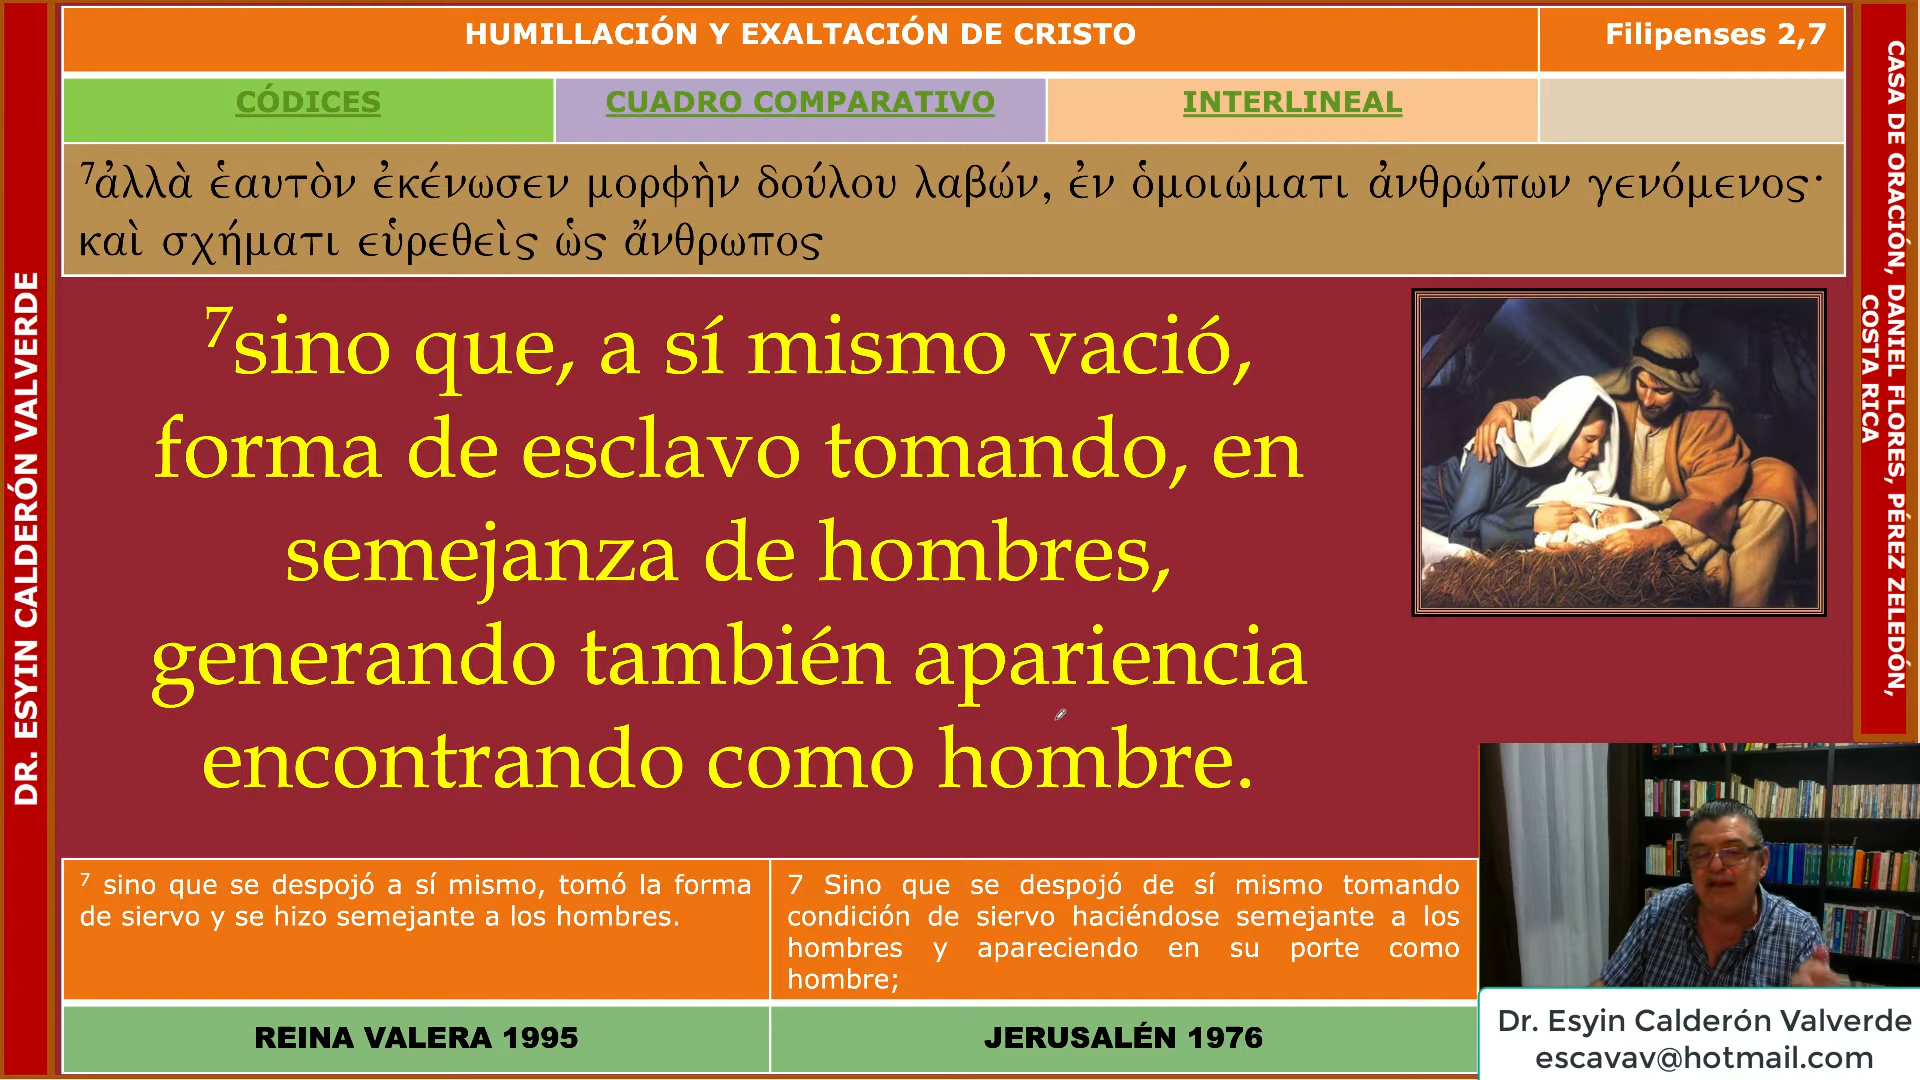 HUMILLACIÓN Y EXALTACIÓN DE CRISTO
Filipenses 2,7
CÓDICES
CUADRO COMPARATIVO
INTERLINEAL
⁷ἀλλὰ ἑαυτὸν ἐκένωσεν μορφὴν δούλου λαβών, ἐν ὁμοιώματι ἀνθρώπων γενόμενος·
καὶ σχήματι εὑρεθεὶς ὡς ἄνθρωπος
⁷sino que, a sí mismo vació,
forma de esclavo tomando, en
semejanza de hombres,
generando también apariencia
encontrando como hombre.
⁷ sino que se despojó a sí mismo, tomó la forma
de siervo y se hizo semejante a los hombres.
7 Sino que se despojó de sí mismo tomando
condición de siervo haciéndose semejante a los
hombres y apareciendo en su porte como
hombre;
REINA VALERA 1995
JERUSALÉN 1976
DR. ESYIN CALDERÓN VALVERDE
CASA DE ORACIÓN, DANIEL FLORES, PÉREZ ZELEDÓN,
COSTA RICA
Dr. Esyin Calderón Valverde
escavav@hotmail.com